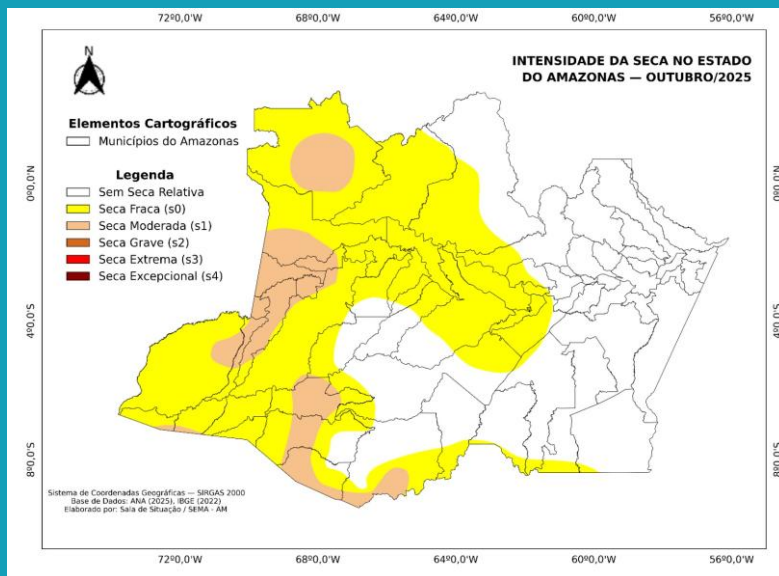 72º0,0'W 68º0,0'W 64º0,0'W 60º0,0'W 56º0,0'W
N
INTENSIDADE DA SECA NO ESTADO
DO AMAZONAS — OUTUBRO/2025
Elementos Cartográficos
Municípios do Amazonas
Legenda
Sem Seca Relativa
Seca Fraca (s0)
Seca Moderada (s1)
Seca Grave (s2)
Seca Extrema (s3)
Seca Excepcional (s4)
0º0,0'N 0º0,0'N
4º0,0'S 4º0,0'S
8º0,0'S 8º0,0'S
Sistema de Coordenadas Geográficas — SIRGAS 2000
Base de Dados: ANA (2025), IBGE (2022)
Elaborado por: Sala de Situação / SEMA - AM
72º0,0'W 68º0,0'W 64º0,0'W 60º0,0'W 56º0,0'W